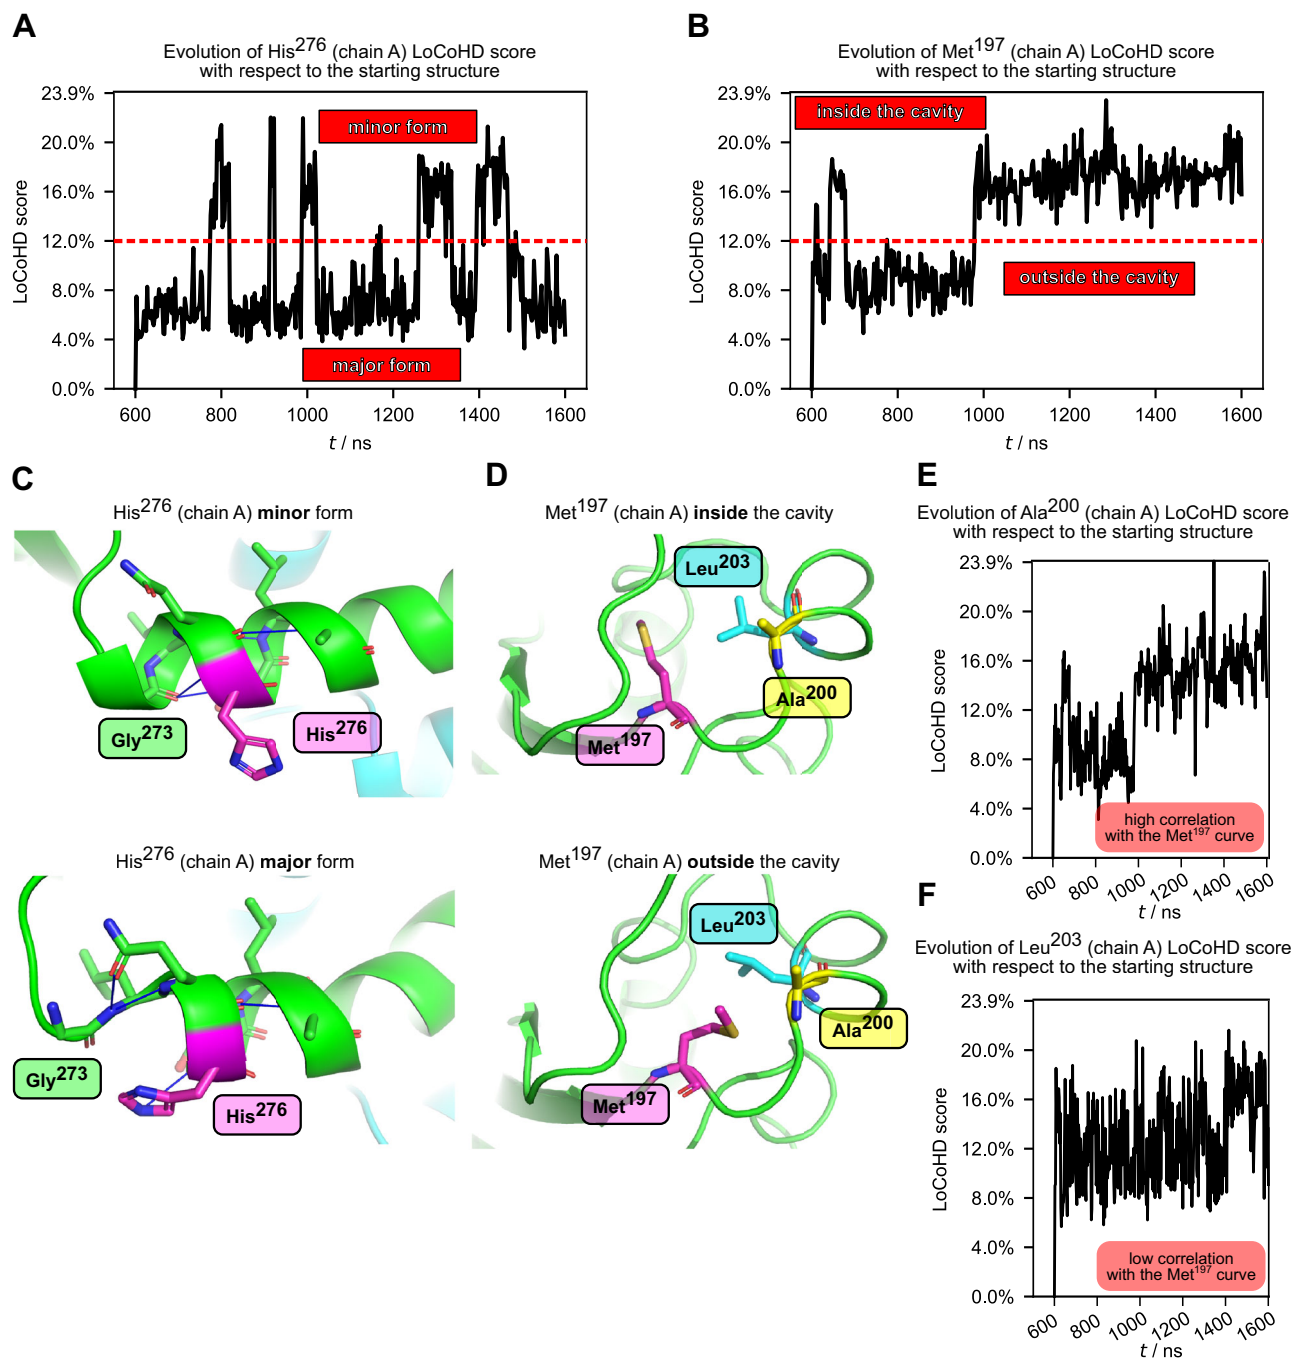 A
Evolution of His276 (chain A) LoCoHD score
with respect to the starting structure
23.9%
20.0%
16.0%
12.0%
8.0%
4.0%
0.0%
LoCoHD score
minor form
major form
600 800 1000 1200 1400 1600
t / ns
B
Evolution of Met197 (chain A) LoCoHD score
with respect to the starting structure
23.9%
20.0%
16.0%
12.0%
8.0%
4.0%
0.0%
LoCoHD score
inside the cavity
outside the cavity
600 800 1000 1200 1400 1600
t / ns
C
His276 (chain A) minor form
Gly273
His276
His276 (chain A) major form
Gly273
His276
D
Met197 (chain A) inside the cavity
Leu203
Ala200
Met197
Met197 (chain A) outside the cavity
Leu203
Ala200
Met197
E
Evolution of Ala200 (chain A) LoCoHD score
with respect to the starting structure
23.9%
20.0%
16.0%
12.0%
8.0%
4.0%
0.0%
LoCoHD score
high correlation
with the Met197 curve
600 800 1000 1200 1400 1600
t / ns
F
Evolution of Leu203 (chain A) LoCoHD score
with respect to the starting structure
23.9%
20.0%
16.0%
12.0%
8.0%
4.0%
0.0%
LoCoHD score
low correlation
with the Met197 curve
600 800 1000 1200 1400 1600
t / ns